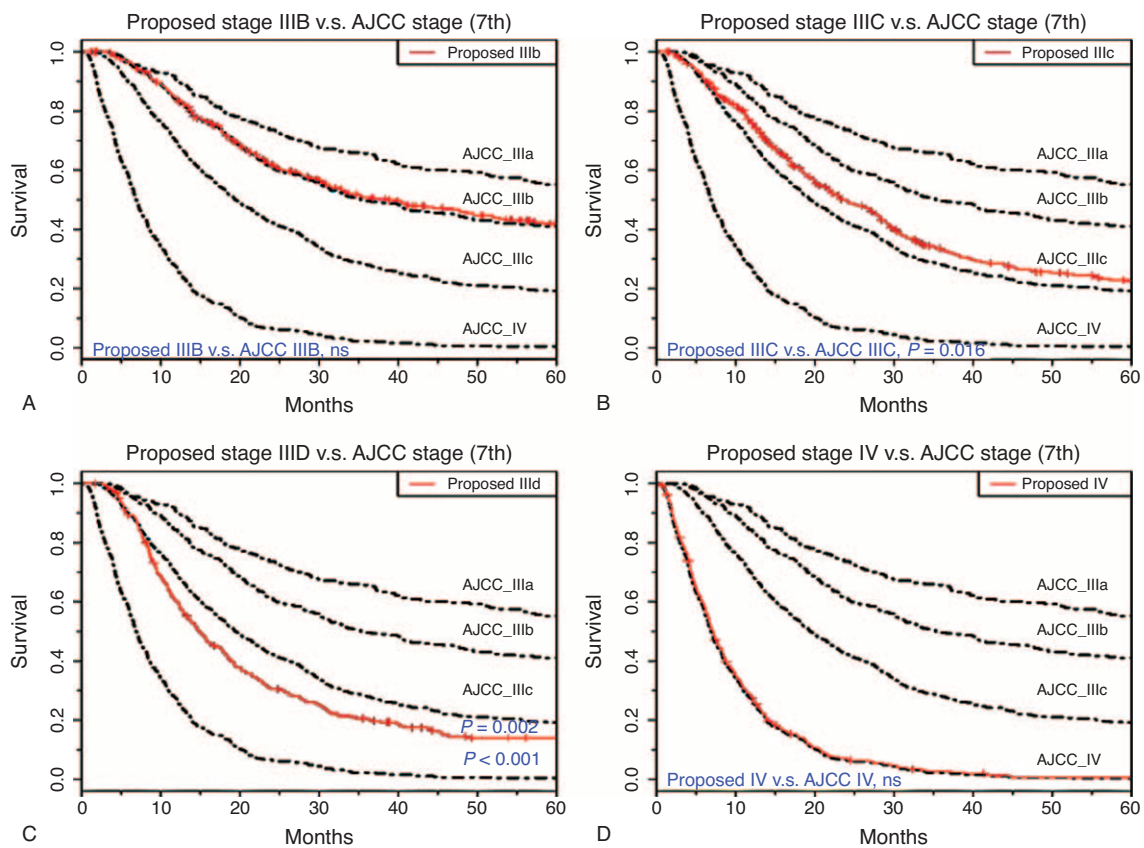 Proposed stage IIIB v.s. AJCC stage (7th)
Proposed IIIb
1.0
0.8
0.6
0.4
0.2
0.0
Survival
AJCC_IIIa
AJCC_IIIb
AJCC_IIIc
AJCC_IV
Proposed IIIB v.s. AJCC IIIB, ns
0 10 20 30 40 50 60
A
Months
Proposed stage IIIC v.s. AJCC stage (7th)
Proposed IIIc
1.0
0.8
0.6
0.4
0.2
0.0
Survival
AJCC_IIIa
AJCC_IIIb
AJCC_IIIc
AJCC_IV
Proposed IIIC v.s. AJCC IIIC, P = 0.016
0 10 20 30 40 50 60
B
Months
Proposed stage IIID v.s. AJCC stage (7th)
Proposed IIId
1.0
0.8
0.6
0.4
0.2
0.0
Survival
AJCC_IIIa
AJCC_IIIb
AJCC_IIIc
P = 0.002
P < 0.001
0 10 20 30 40 50 60
C
Months
Proposed stage IV v.s. AJCC stage (7th)
Proposed IV
1.0
0.8
0.6
0.4
0.2
0.0
Survival
AJCC_IIIa
AJCC_IIIb
AJCC_IIIc
AJCC_IV
Proposed IV v.s. AJCC IV, ns
0 10 20 30 40 50 60
D
Months